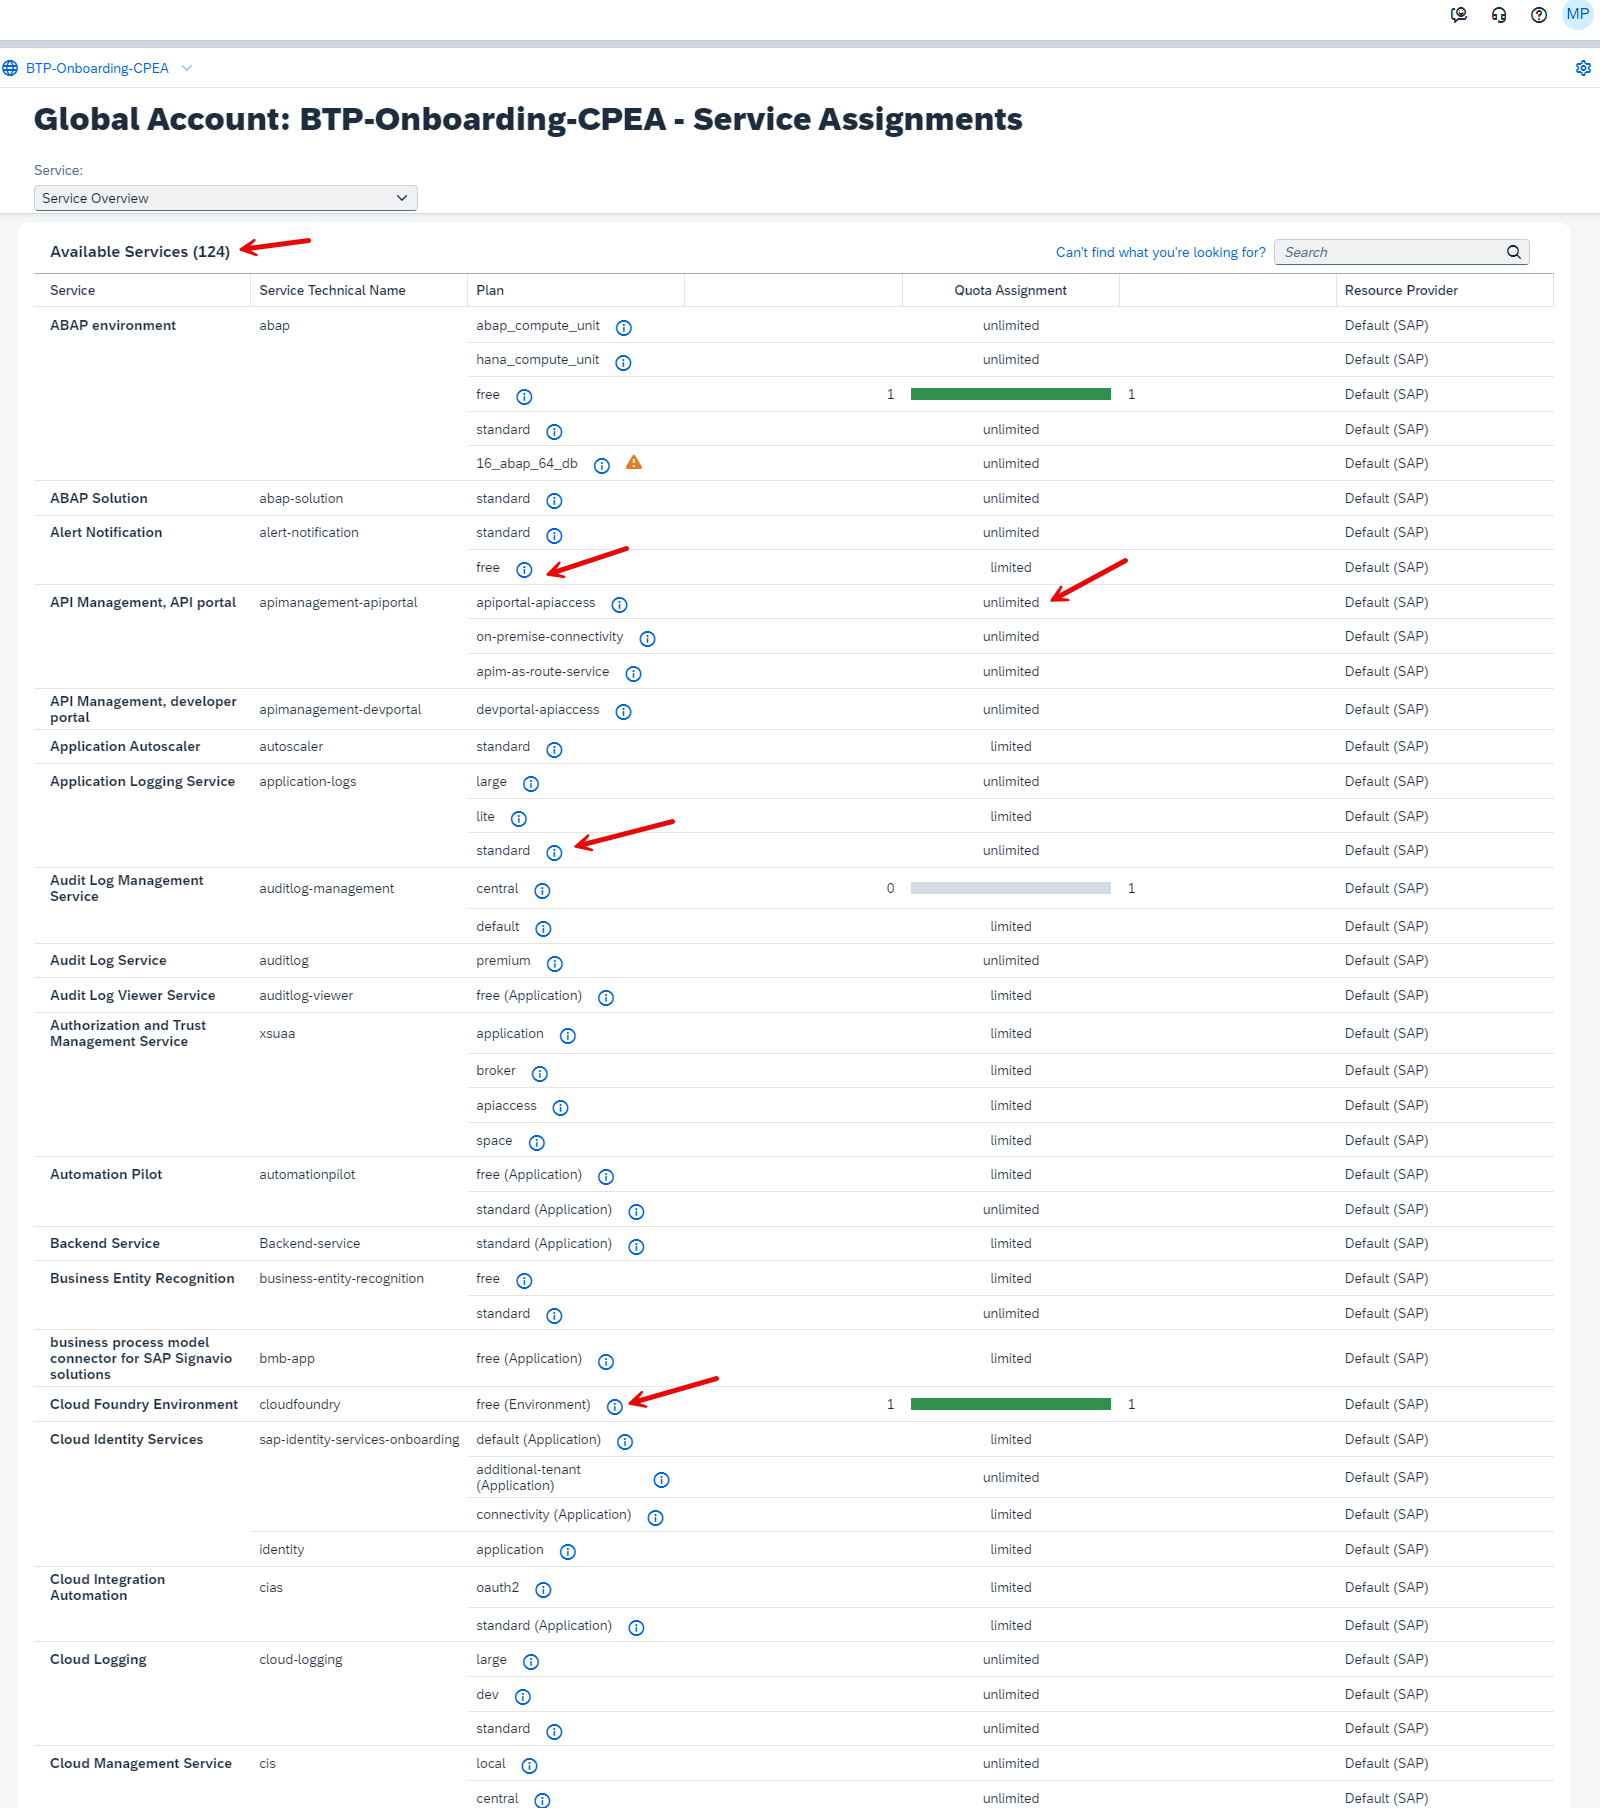 MP
BTP-Onboarding-CPEA
Global Account: BTP-Onboarding-CPEA - Service Assignments
Service:
Service Overview
Available Services (124)
Can't find what you're looking for?
Search
Service Service Technical Name Plan Quota Assignment Resource Provider
ABAP environment abap abap_compute_unit unlimited Default (SAP)
hana_compute_unit unlimited Default (SAP)
free 1 1 Default (SAP)
standard unlimited Default (SAP)
16_abap_64_db unlimited Default (SAP)
ABAP Solution abap-solution standard unlimited Default (SAP)
Alert Notification alert-notification standard unlimited Default (SAP)
free limited Default (SAP)
API Management, API portal apimanagement-apiportal apiportal-apiaccess unlimited Default (SAP)
on-premise-connectivity unlimited Default (SAP)
apim-as-route-service unlimited Default (SAP)
API Management, developer
portal apimanagement-devportal devportal-apiaccess unlimited Default (SAP)
Application Autoscaler autoscaler standard limited Default (SAP)
Application Logging Service application-logs large unlimited Default (SAP)
lite limited Default (SAP)
standard unlimited Default (SAP)
Audit Log Management
Service auditlog-management central 0 1 Default (SAP)
default limited Default (SAP)
Audit Log Service auditlog premium unlimited Default (SAP)
Audit Log Viewer Service auditlog-viewer free (Application) limited Default (SAP)
Authorization and Trust
Management Service xsuaa application limited Default (SAP)
broker limited Default (SAP)
apiaccess limited Default (SAP)
space limited Default (SAP)
Automation Pilot automationpilot free (Application) limited Default (SAP)
standard (Application) unlimited Default (SAP)
Backend Service Backend-service standard (Application) limited Default (SAP)
Business Entity Recognition business-entity-recognition free limited Default (SAP)
standard unlimited Default (SAP)
business process model
connector for SAP Signavio
solutions bmb-app free (Application) limited Default (SAP)
Cloud Foundry Environment cloudfoundry free (Environment) 1 1 Default (SAP)
Cloud Identity Services sap-identity-services-onboarding default (Application) limited Default (SAP)
additional-tenant
(Application) unlimited Default (SAP)
connectivity (Application) limited Default (SAP)
identity application limited Default (SAP)
Cloud Integration
Automation cias oauth2 limited Default (SAP)
standard (Application) limited Default (SAP)
Cloud Logging cloud-logging large unlimited Default (SAP)
dev unlimited Default (SAP)
standard unlimited Default (SAP)
Cloud Management Service cis local unlimited Default (SAP)
central unlimited Default (SAP)